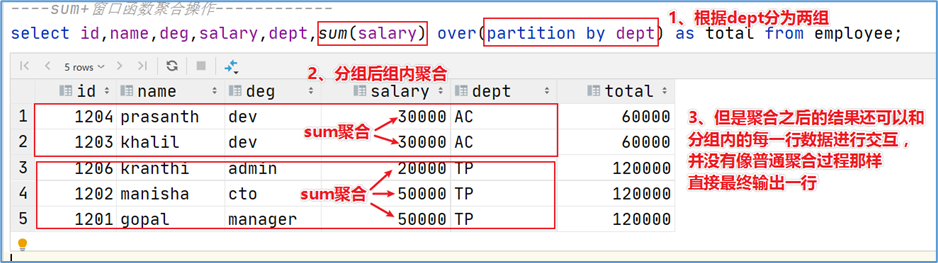 ----sum+窗口函数聚合操作------------
1、根据dept分为两组
select id,name,deg,salary,dept,sum(salary) over(partition by dept) as total from employee;
5 rows
2、分组后组内聚合
id name deg salary dept total
1 1204 prasanth dev 30000 AC 60000
sum聚合
2 1203 khalil dev 30000 AC 60000
3 1206 kranthi admin 20000 TP 120000
4 1202 manisha cto 50000 TP 120000
sum聚合
5 1201 gopal manager 50000 TP 120000
3、但是聚合之后的结果还可以和
分组内的每一行数据进行交互，
并没有像普通聚合过程那样
直接最终输出一行